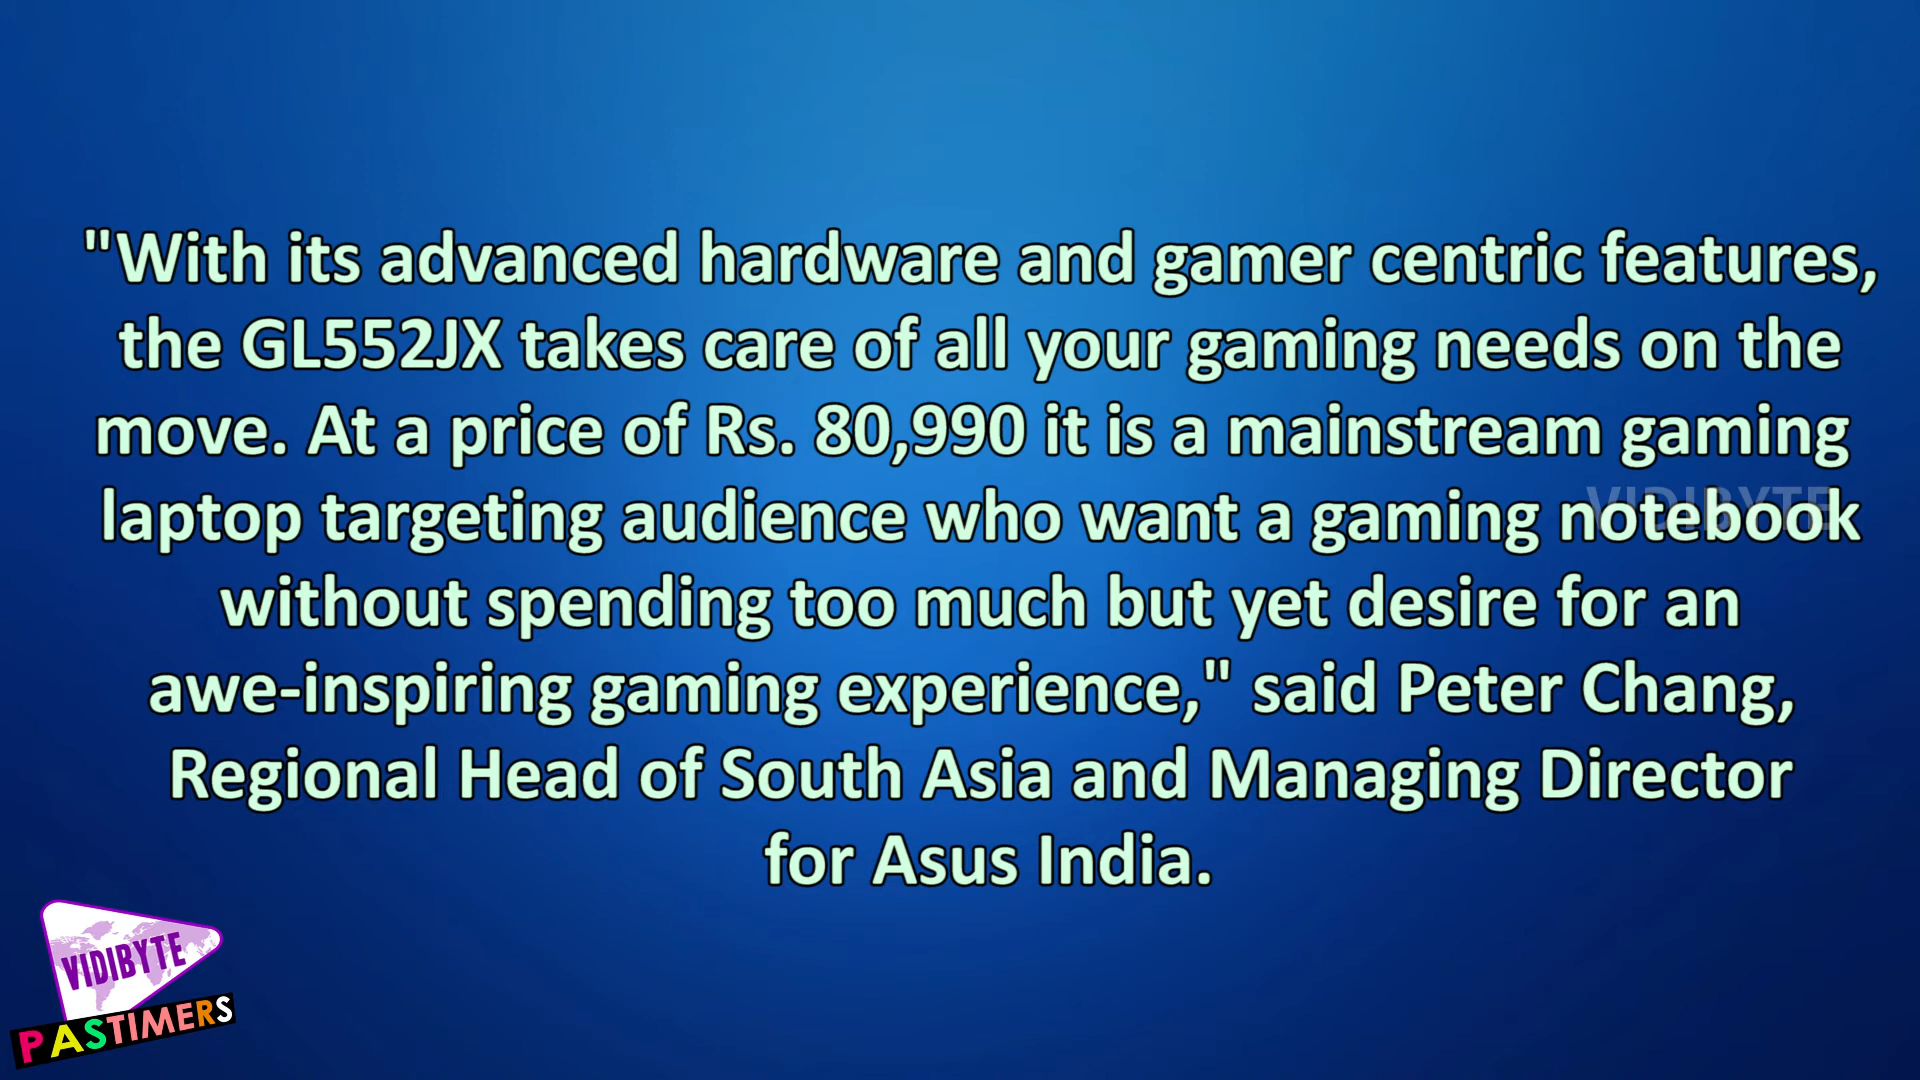 "With its advanced hardware and gamer centric features,
the GL552JX takes care of all your gaming needs on the
move. At a price of Rs. 80,990 it is a mainstream gaming
laptop targeting audience who want a gaming notebook
without spending too much but yet desire for an
awe-inspiring gaming experience," said Peter Chang,
Regional Head of South Asia and Managing Director
for Asus India.
VIDIBYTE
VIDIBYTE
PASTIMERS